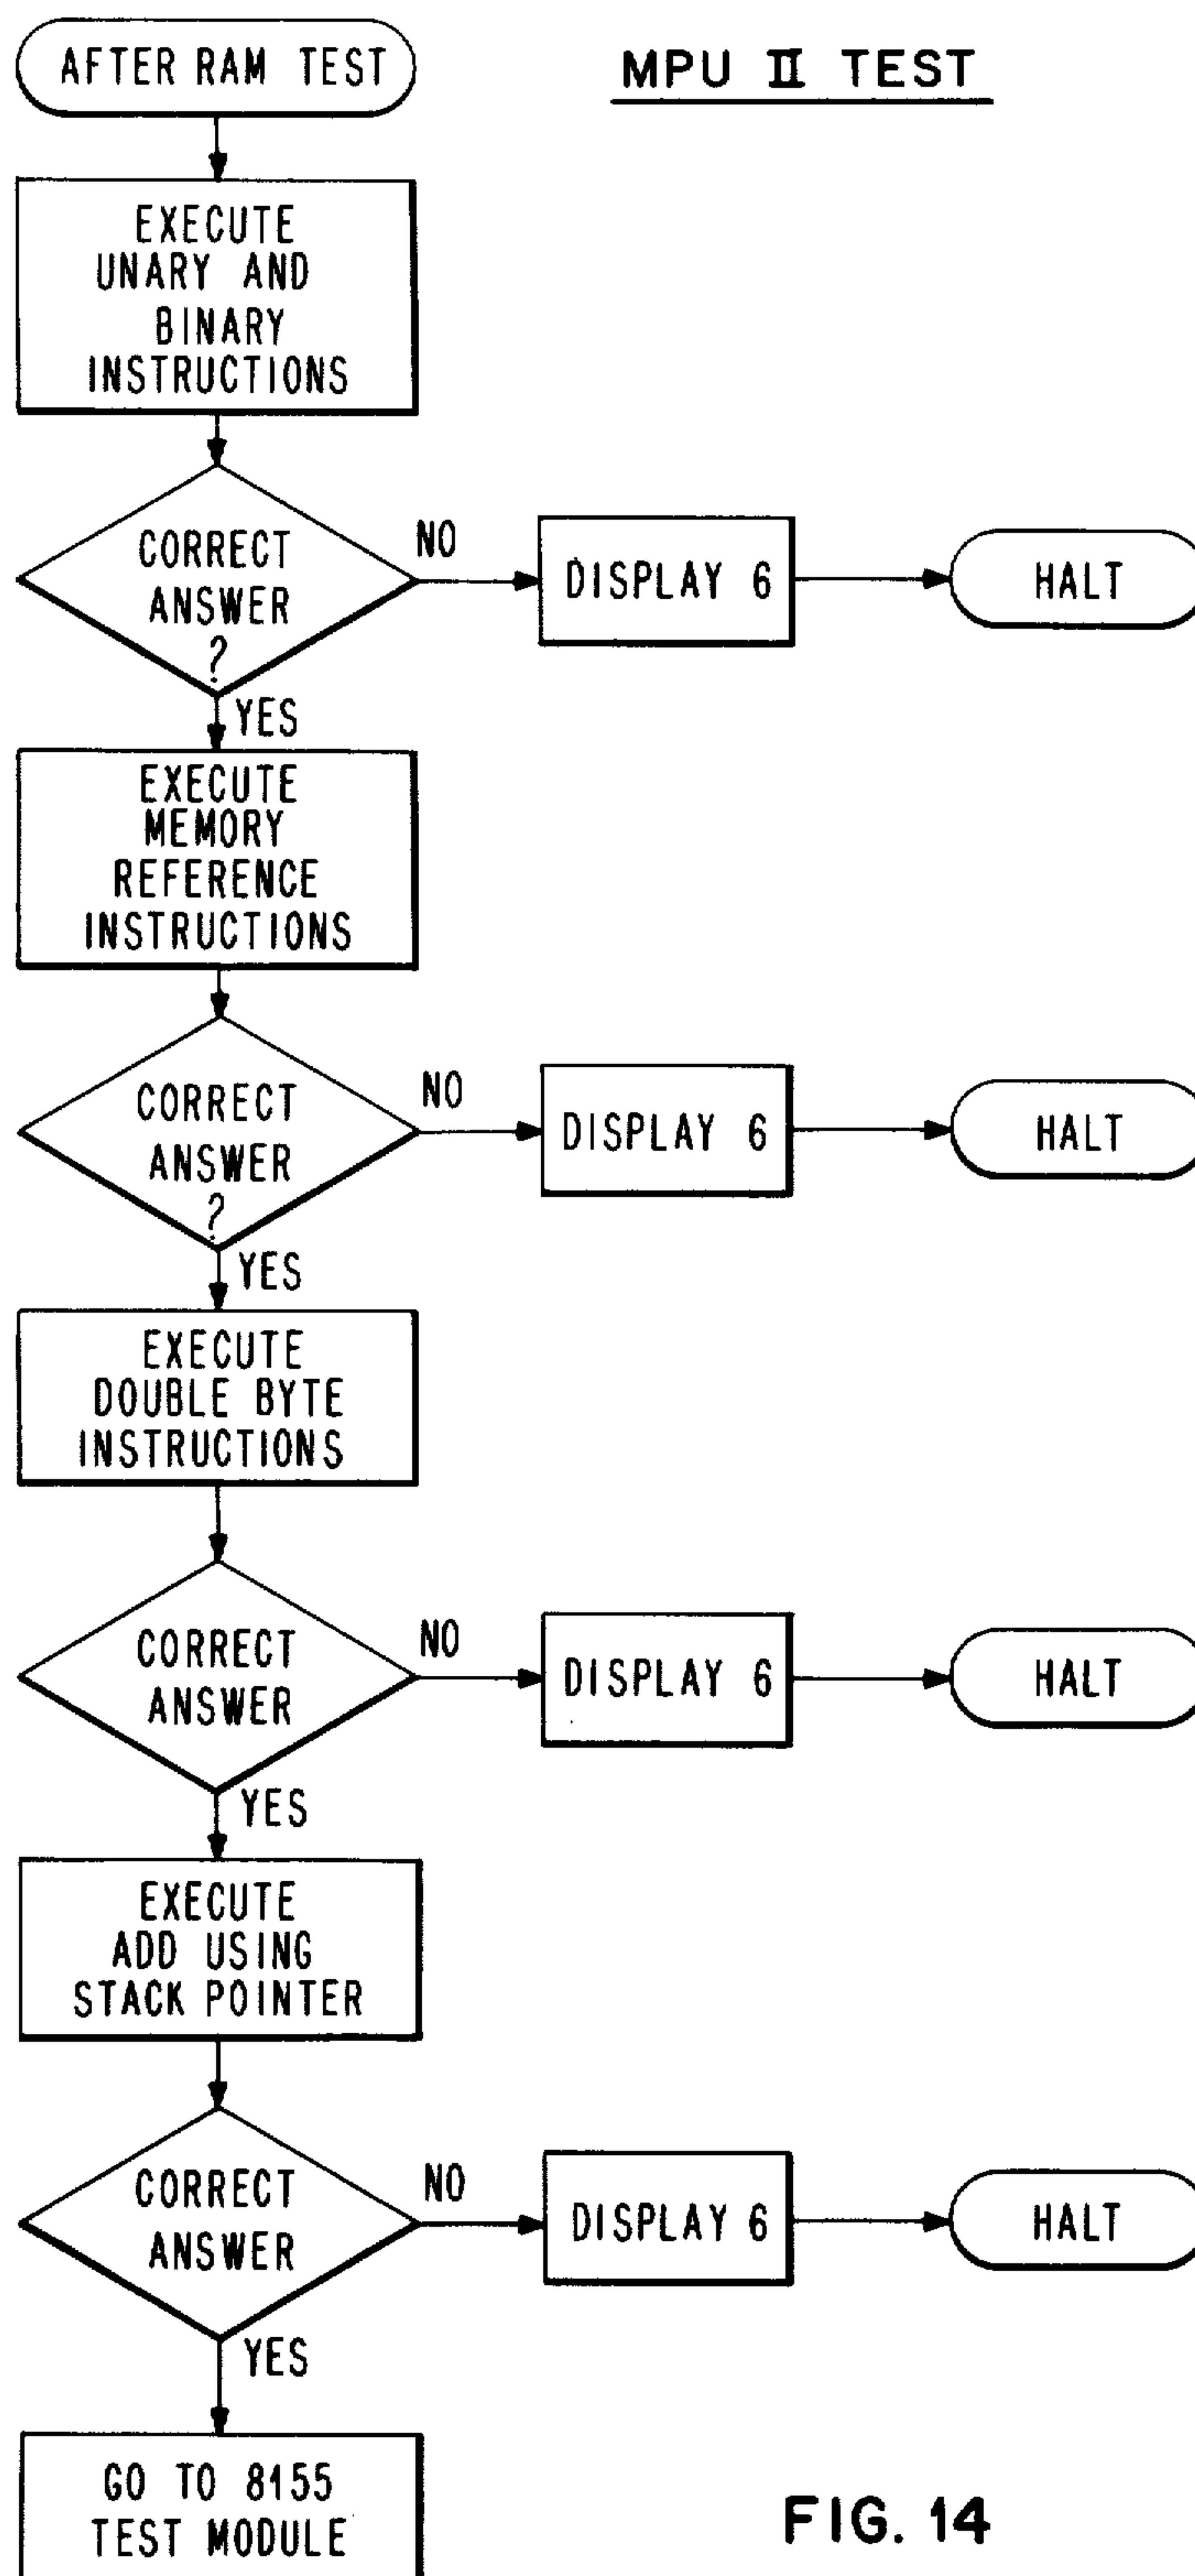 AFTER RAM TEST
MPU II TEST
EXECUTE
UNARY AND
BINARY
INSTRUCTIONS
CORRECT
ANSWER
?
NO
DISPLAY 6
HALT
YES
EXECUTE
MEMORY
REFERENCE
INSTRUCTIONS
CORRECT
ANSWER
?
NO
DISPLAY 6
HALT
YES
EXECUTE
DOUBLE BYTE
INSTRUCTIONS
CORRECT
ANSWER
NO
DISPLAY 6
HALT
YES
EXECUTE
ADD USING
STACK POINTER
CORRECT
ANSWER
NO
DISPLAY 6
HALT
YES
GO TO 8155
TEST MODULE
FIG. 14